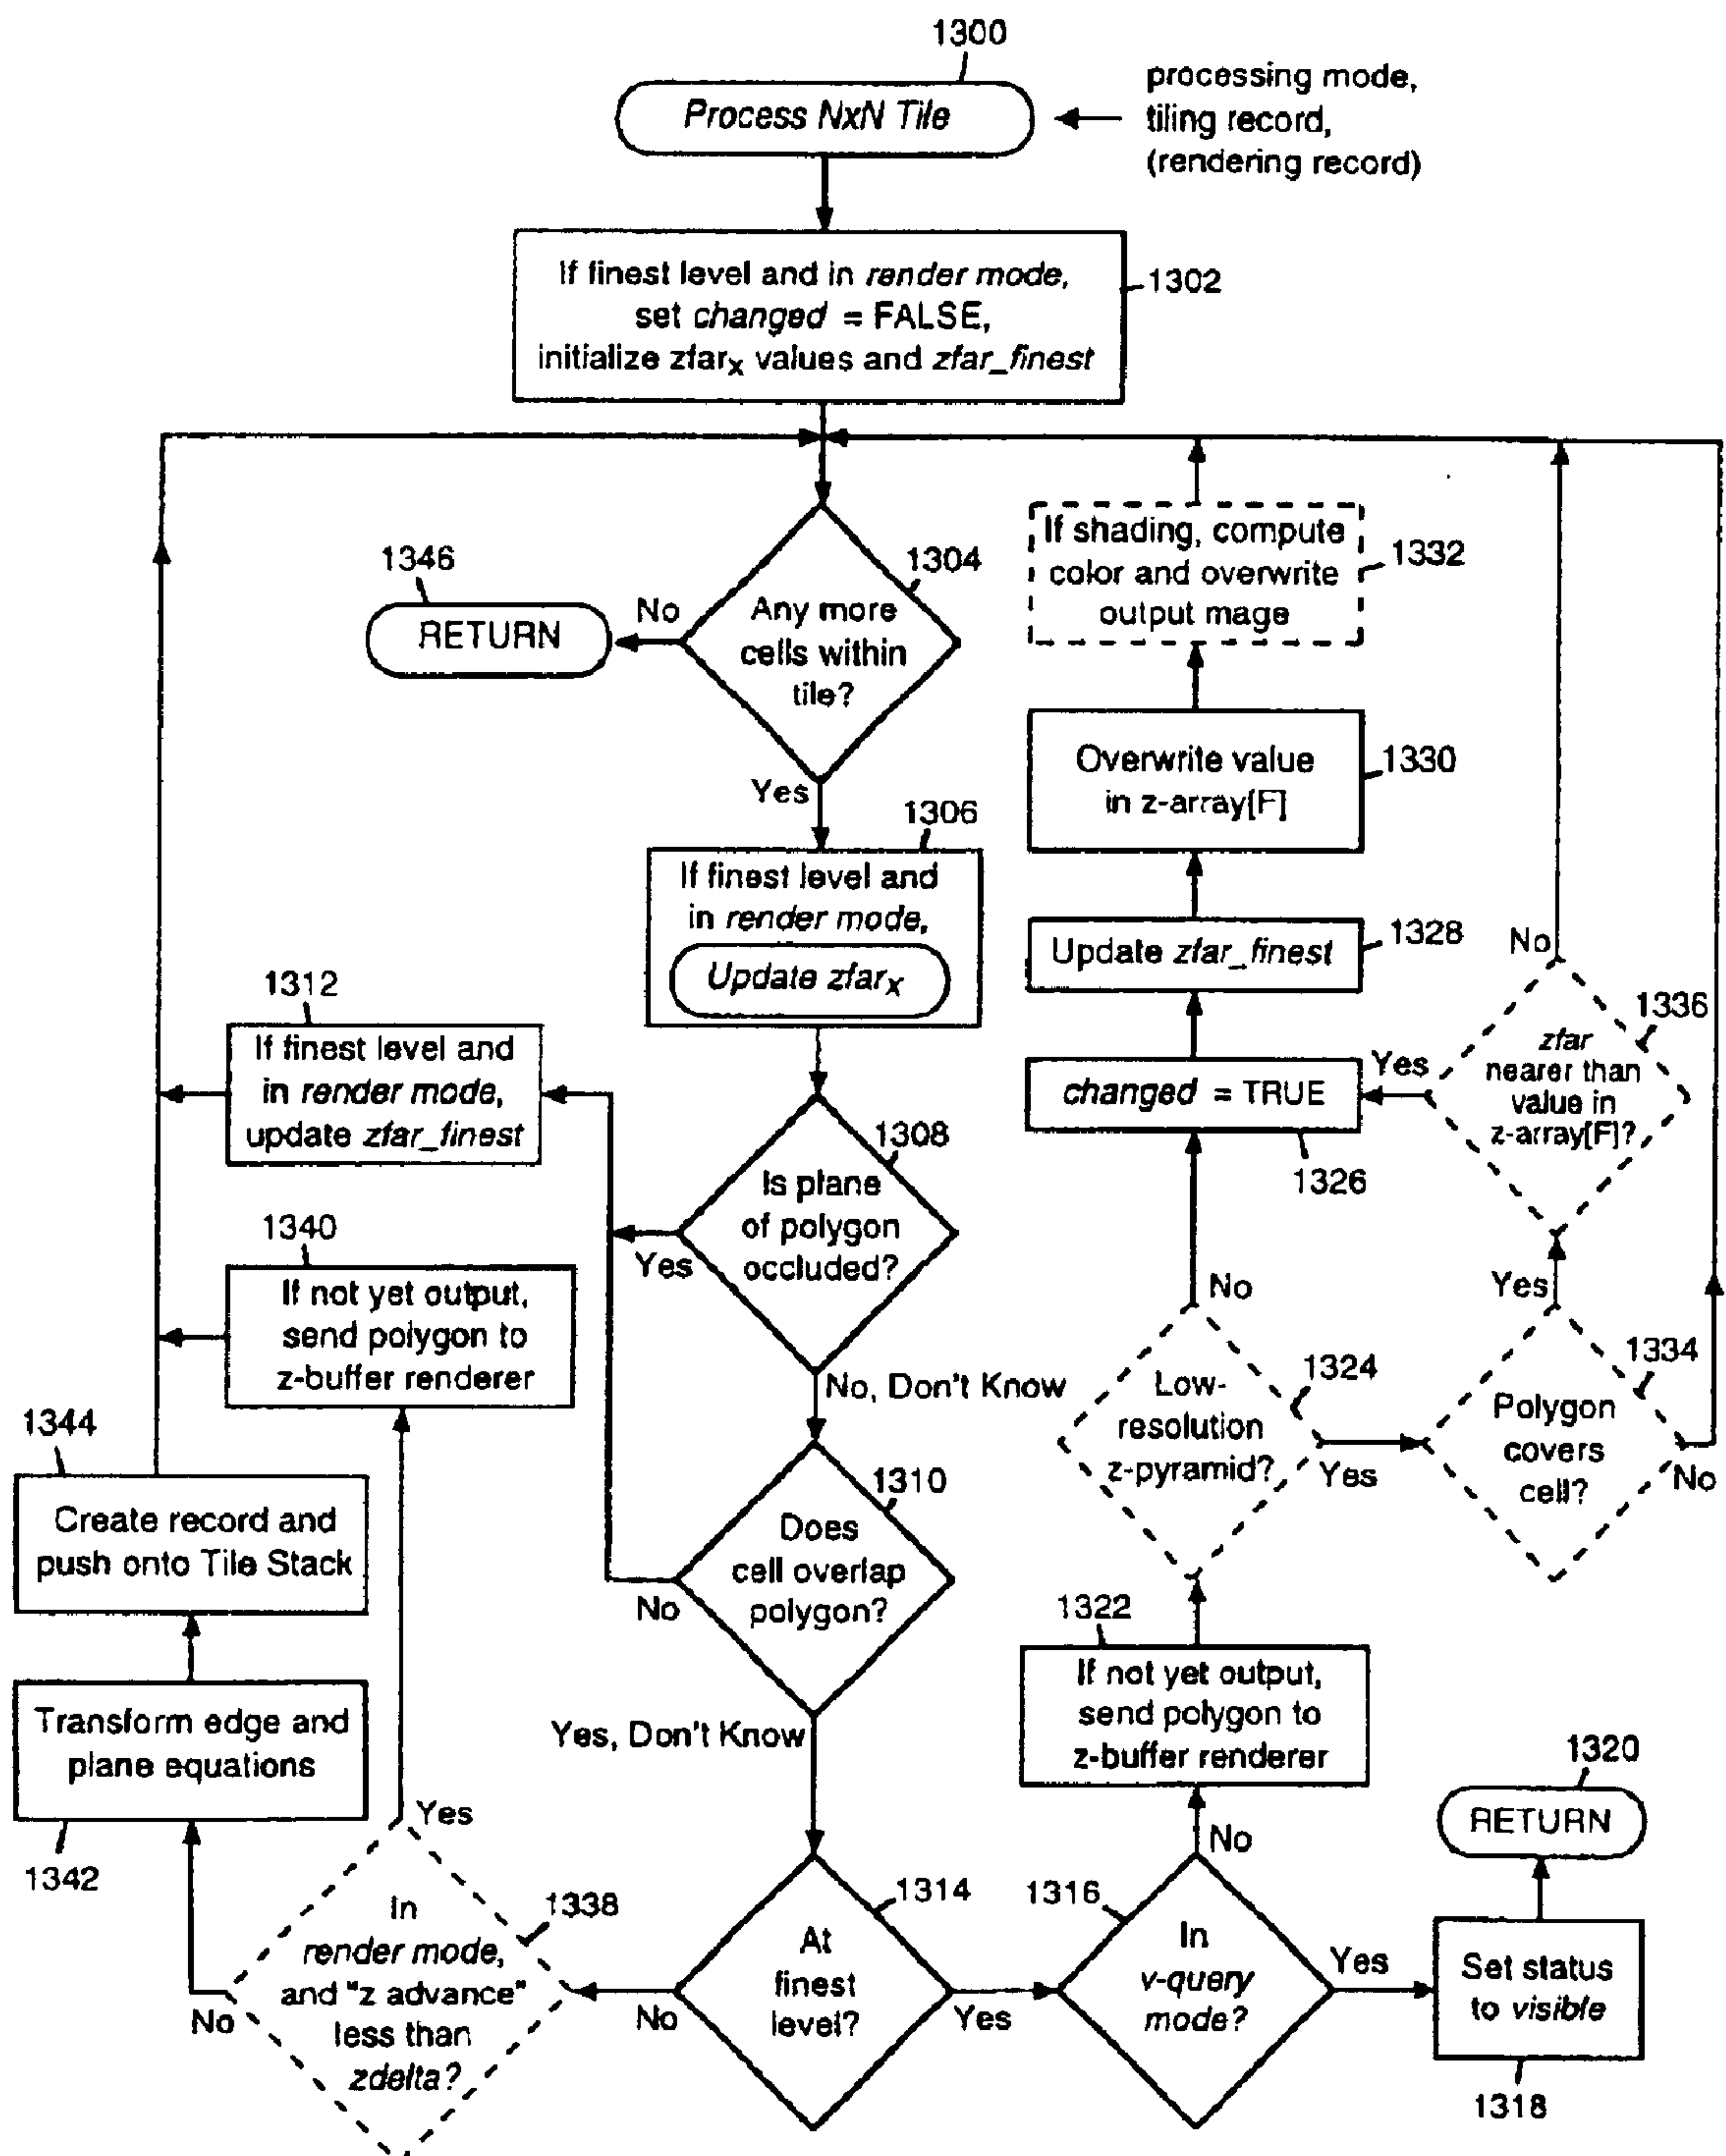 1300
Process NxN Tile
processing mode,
tiling record,
(rendering record)
If finest level and in render mode,
set changed = FALSE,
initialize zfarx values and zfar_finest
1302
1346
RETURN
No
1304
Any more
cells within
tile?
Yes
If shading, compute
color and overwrite
output mage
1332
Overwrite value
in z-array[F]
1330
1306
If finest level and
in render mode,
Update zfarx
Update zfar_finest
1328
No
1336
zfar
nearer than
value in
z-array[F]?
Yes
1312
If finest level and
in render mode,
update zfar_finest
changed = TRUE
1326
1308
Is plane
of polygon
occluded?
Yes
No, Don't Know
1340
If not yet output,
send polygon to
z-buffer renderer
No
1324
Low-
resolution
z-pyramid?
Yes
Yes
1334
Polygon
covers
cell?
No
1344
Create record and
push onto Tile Stack
1310
Does
cell overlap
polygon?
No
Yes, Don't Know
1322
If not yet output,
send polygon to
z-buffer renderer
Transform edge and
plane equations
1342
Yes
1338
In
render mode,
and "z advance"
less than
zdelta?
No
1314
At
finest
level?
No
Yes
1316
In
v-query
mode?
No
Yes
1320
RETURN
Set status
to visible
1318